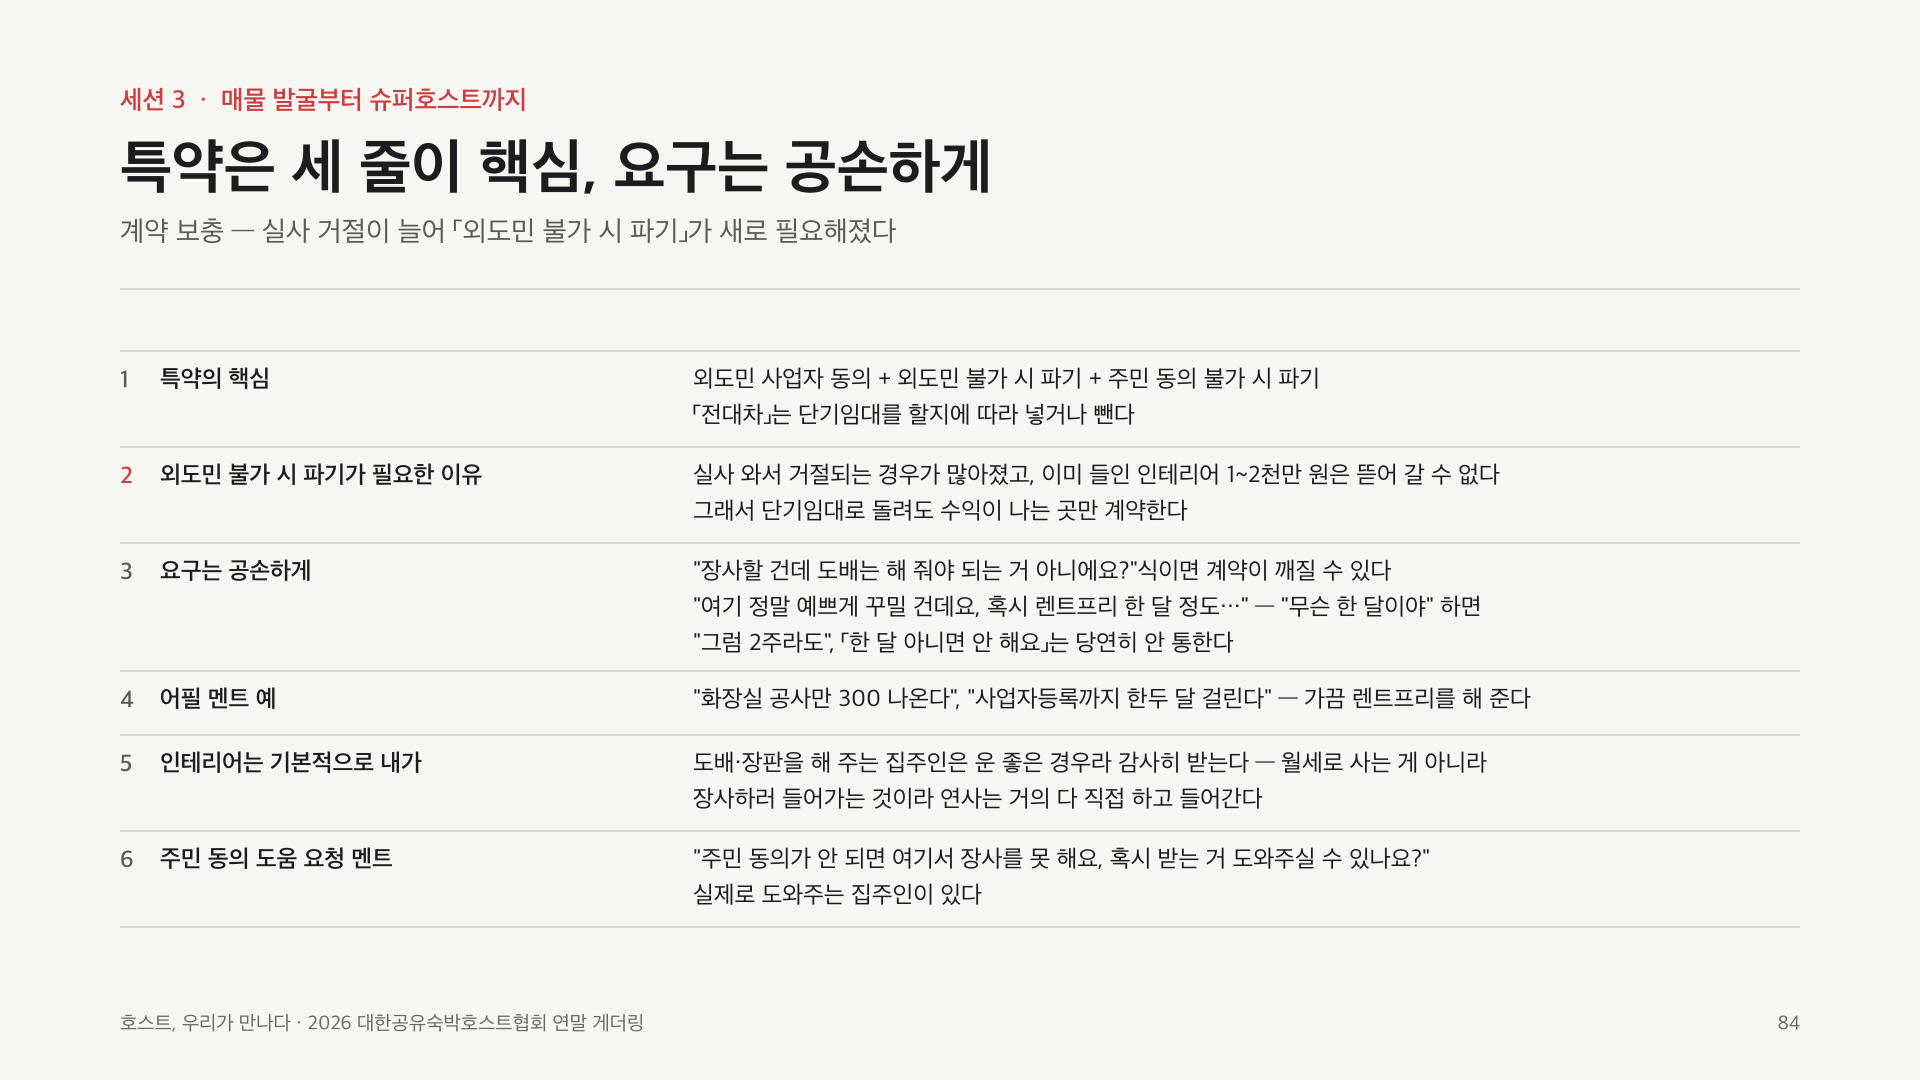 세션 3 · 매물 발굴부터 슈퍼호스트까지
특약은 세 줄이 핵심, 요구는 공손하게
계약 보충 — 실사 거절이 늘어 「외도민 불가 시 파기」가 새로 필요해졌다
1 특약의 핵심 외도민 사업자 동의 + 외도민 불가 시 파기 + 주민 동의 불가 시 파기
「전대차」는 단기임대를 할지에 따라 넣거나 뺀다
2 외도민 불가 시 파기가 필요한 이유 실사 와서 거절되는 경우가 많아졌고, 이미 들인 인테리어 1~2천만 원은 뜯어 갈 수 없다
그래서 단기임대로 돌려도 수익이 나는 곳만 계약한다
3 요구는 공손하게 "장사할 건데 도배는 해 줘야 되는 거 아니에요?"식이면 계약이 깨질 수 있다
"여기 정말 예쁘게 꾸밀 건데요, 혹시 렌트프리 한 달 정도…" — "무슨 한 달이야" 하면
"그럼 2주라도", 「한 달 아니면 안 해요」는 당연히 안 통한다
4 어필 멘트 예 "화장실 공사만 300 나온다", "사업자등록까지 한두 달 걸린다" — 가끔 렌트프리를 해 준다
5 인테리어는 기본적으로 내가 도배·장판을 해 주는 집주인은 운 좋은 경우라 감사히 받는다 — 월세로 사는 게 아니라
장사하러 들어가는 것이라 연사는 거의 다 직접 하고 들어간다
6 주민 동의 도움 요청 멘트 "주민 동의가 안 되면 여기서 장사를 못 해요, 혹시 받는 거 도와주실 수 있나요?"
실제로 도와주는 집주인이 있다
호스트, 우리가 만나다 · 2026 대한공유숙박호스트협회 연말 게더링
84